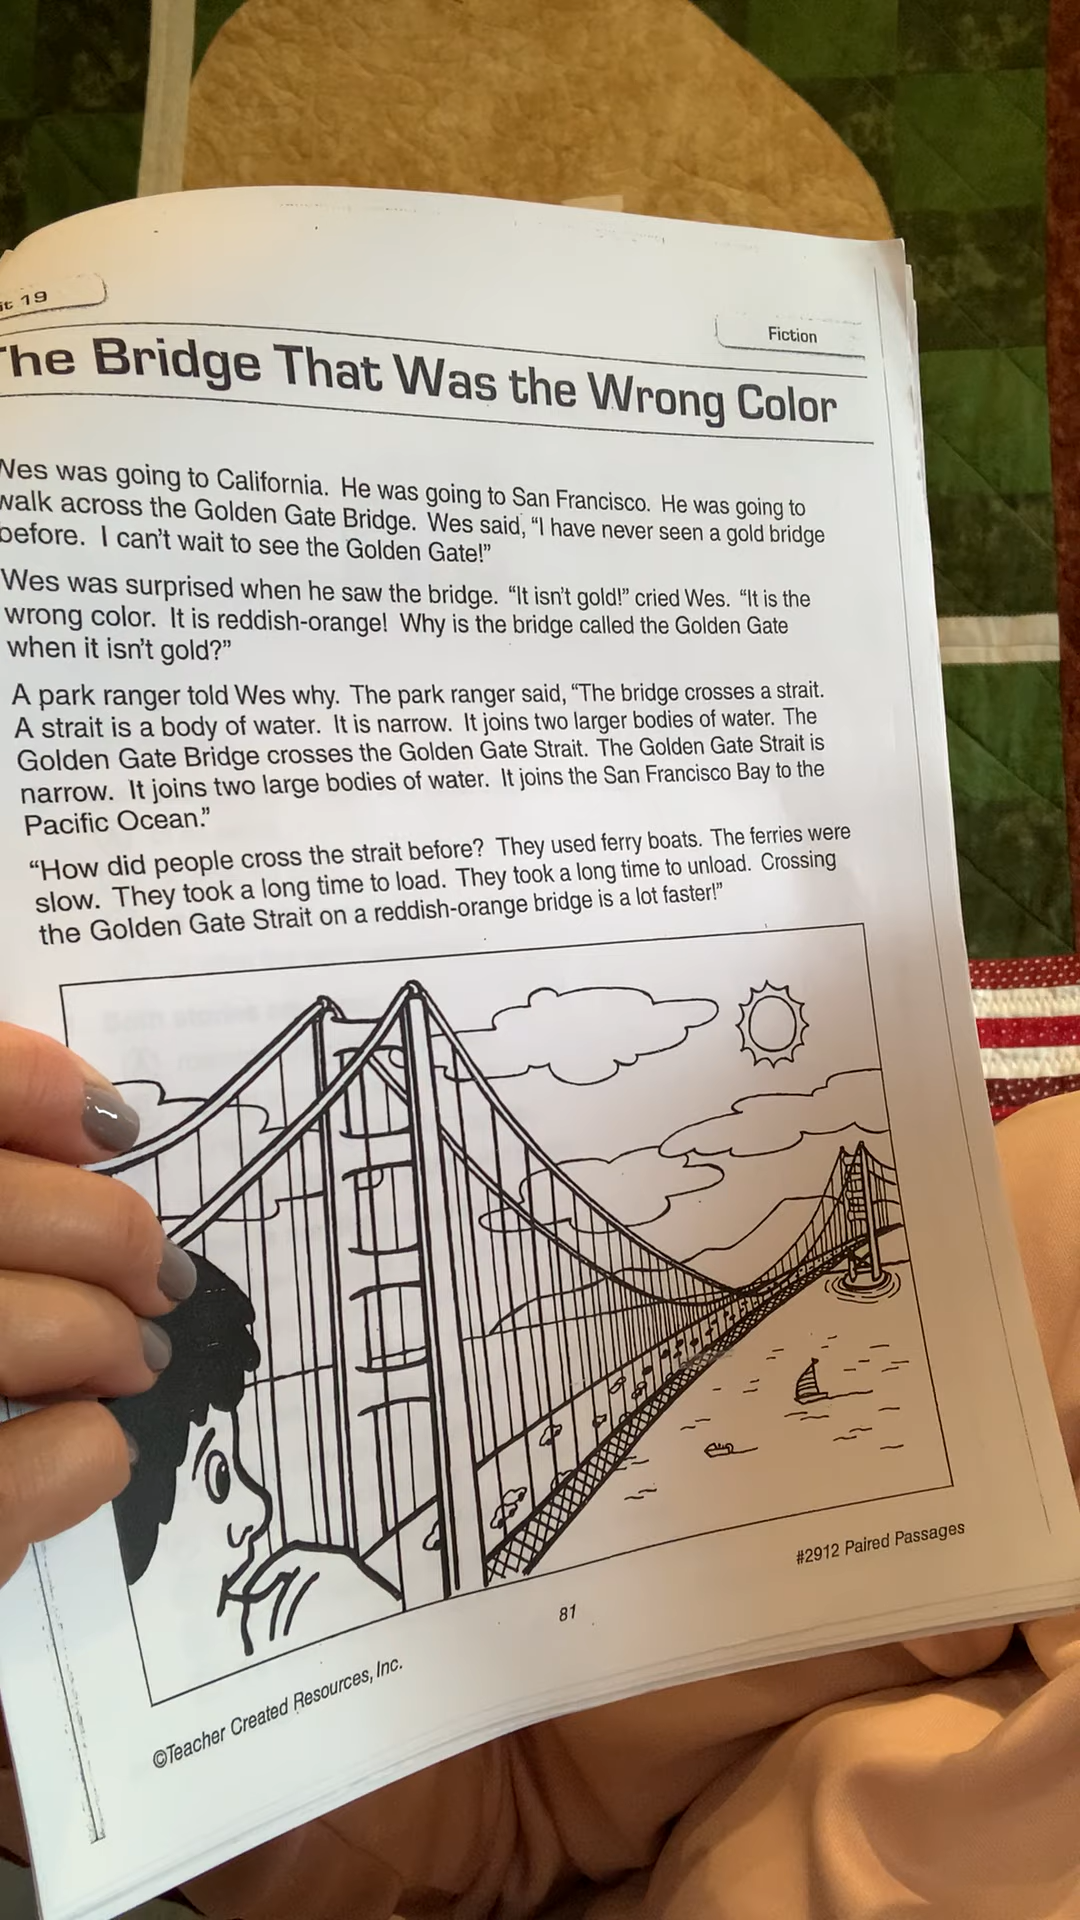 it 19
Fiction
The Bridge That Was the Wrong Color
Wes was going to California. He was going to San Francisco. He was going to
walk across the Golden Gate Bridge. Wes said, “I have never seen a gold bridge
before. I can’t wait to see the Golden Gate!”
Wes was surprised when he saw the bridge. “It isn’t gold!” cried Wes. “It is the
wrong color. It is reddish-orange! Why is the bridge called the Golden Gate
when it isn’t gold?”
A park ranger told Wes why. The park ranger said, “The bridge crosses a strait.
A strait is a body of water. It is narrow. It joins two larger bodies of water. The
Golden Gate Bridge crosses the Golden Gate Strait. The Golden Gate Strait is
narrow. It joins two large bodies of water. It joins the San Francisco Bay to the
Pacific Ocean.”
“How did people cross the strait before? They used ferry boats. The ferries were
slow. They took a long time to load. They took a long time to unload. Crossing
the Golden Gate Strait on a reddish-orange bridge is a lot faster!”
©Teacher Created Resources, Inc.
81
#2912 Paired Passages